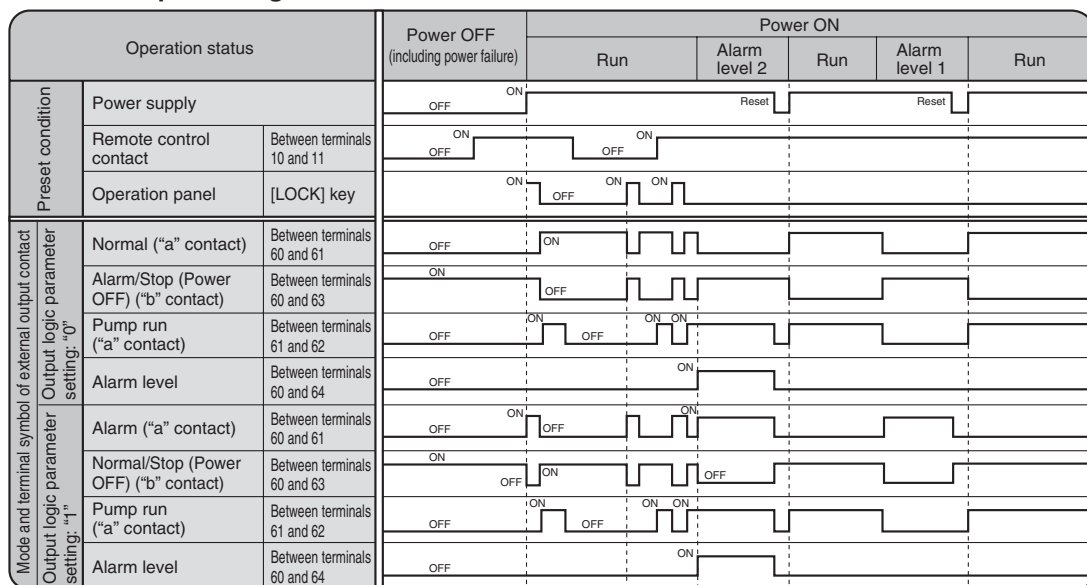 Operation status
Power OFF
(including power failure)
Power ON
Run
Alarm
level 2
Run
Alarm
level 1
Run
Preset condition
Power supply
OFF
ON
Reset
Reset
Remote control
contact
Between terminals
10 and 11
OFF
ON
OFF
ON
Operation panel
[LOCK] key
ON
OFF
ON
ON
Mode and terminal symbol of external output contact
Output logic parameter
setting: “0”
Normal (“a” contact)
Between terminals
60 and 61
OFF
ON
Alarm/Stop (Power
OFF) (“b” contact)
Between terminals
60 and 63
ON
OFF
Pump run
(“a” contact)
Between terminals
61 and 62
OFF
ON
OFF
ON
ON
Alarm level
Between terminals
60 and 64
OFF
ON
Output logic parameter
setting: “1”
Alarm (“a” contact)
Between terminals
60 and 61
OFF
ON
OFF
ON
Normal/Stop (Power
OFF) (“b” contact)
Between terminals
60 and 63
ON
OFF
ON
OFF
Pump run
(“a” contact)
Between terminals
61 and 62
OFF
ON
OFF
ON
ON
Alarm level
Between terminals
60 and 64
OFF
ON